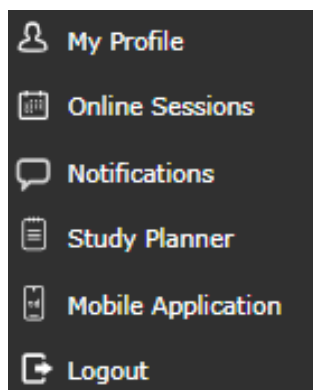 My Profile
Online Sessions
Notifications
Study Planner
Mobile Application
Logout